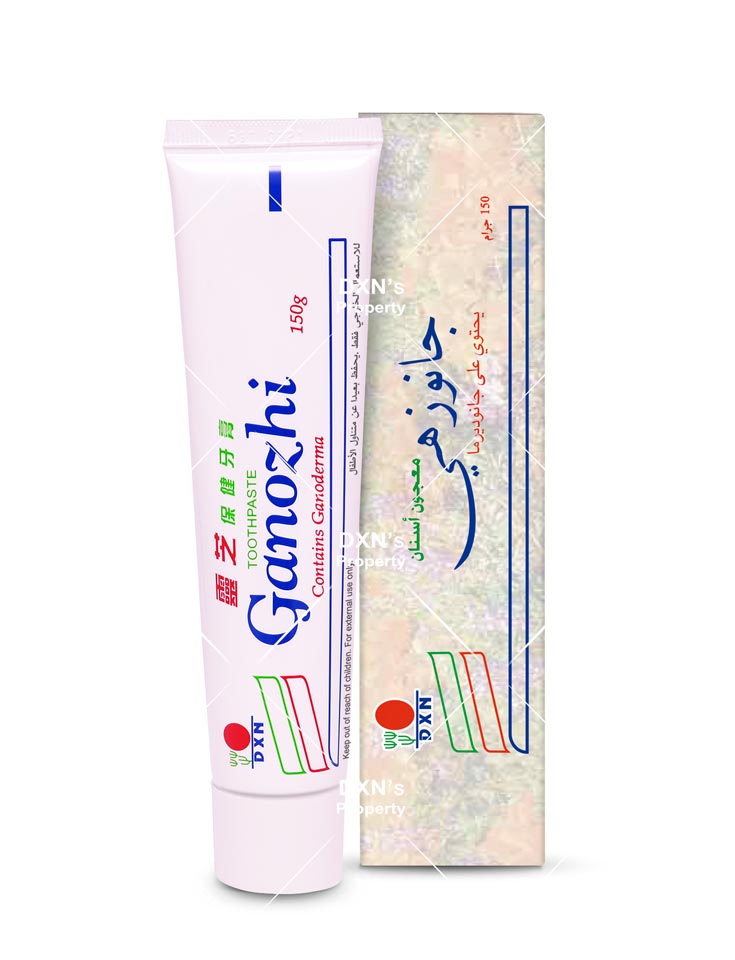 靈芝 保健牙膏
TOOTHPASTE
Ganozhi
150g
Contains Ganoderma
للاستعمال الخارجي فقط. يحفظ بعيدا عن متناول الأطفال
Keep out of reach of children. For external use only.
DXN
معجون أسنان
جانوزهي
150 جرام
يحتوي على جانوديرما
DXN
DXN's
Property
DXN's
Property
DXN's
Property